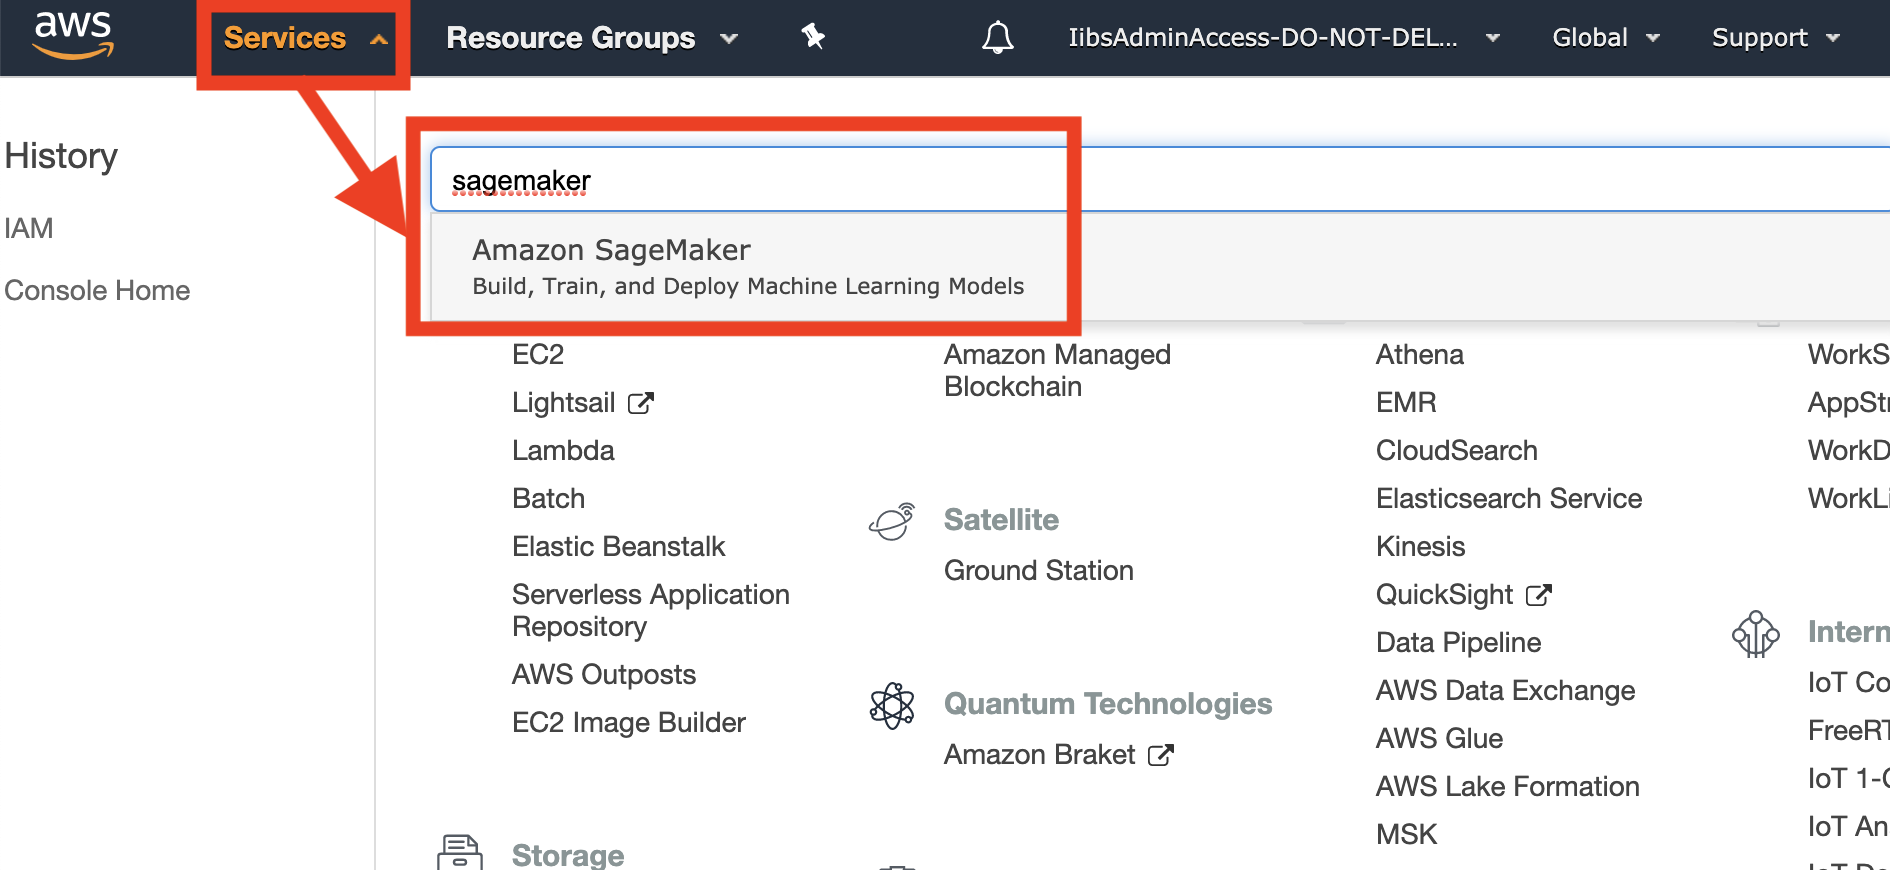 aws
Services
Resource Groups
IibsAdminAccess-DO-NOT-DEL...
Global
Support
History
IAM
Console Home
sagemaker
Amazon SageMaker
Build, Train, and Deploy Machine Learning Models
EC2
Lightsail
Lambda
Batch
Elastic Beanstalk
Serverless Application
Repository
AWS Outposts
EC2 Image Builder
Storage
Amazon Managed
Blockchain
Satellite
Ground Station
Quantum Technologies
Amazon Braket
Athena
EMR
CloudSearch
Elasticsearch Service
Kinesis
QuickSight
Data Pipeline
AWS Data Exchange
AWS Glue
AWS Lake Formation
MSK
WorkS
AppStr
WorkD
WorkLi
Intern
IoT Co
FreeRT
IoT 1-C
IoT An